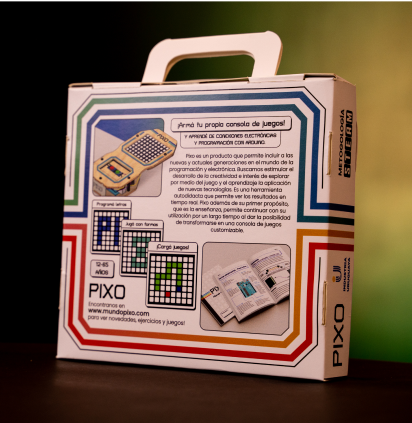 ¡Armá tu propia consola de juegos!
Y APRENDÉ DE CONEXIONES ELECTRÓNICAS
Y PROGRAMACIÓN CON ARDUINO
Pixo es un producto que permite incluir a las
nuevas y actuales generaciones en el mundo de la
programación y electrónica. Buscamos estimular el
desarrollo de la creatividad e interés de explorar
por medio del juego y el aprendizaje la aplicación
de nuevas tecnologías. Es una herramienta
autodidacta que permite ver los resultados en
tiempo real. Pixo además de su primer propósito,
que es la enseñanza, permite continuar con su
utilización por un largo tiempo al dar la posibilidad
de transformarse en una consola de juegos
customizable.
Programá letras
Jugá con formas
¡Cargá juegos!
12-85
AÑOS
PIXO
Encontranos en
www.mundopixo.com
para ver novedades, ejercicios y juegos!
METODOLOGÍA
STEM
INDUSTRIA
PIXO